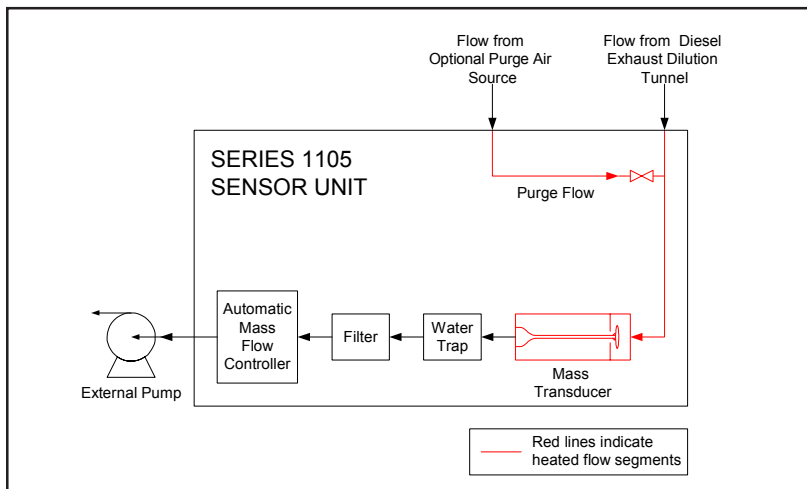 Flow from
Optional Purge Air
Source
Flow from Diesel
Exhaust Dilution
Tunnel
SERIES 1105
SENSOR UNIT
Purge Flow
Automatic
Mass
Flow
Controller
Filter
Water
Trap
Mass
Transducer
External Pump
Red lines indicate
heated flow segments